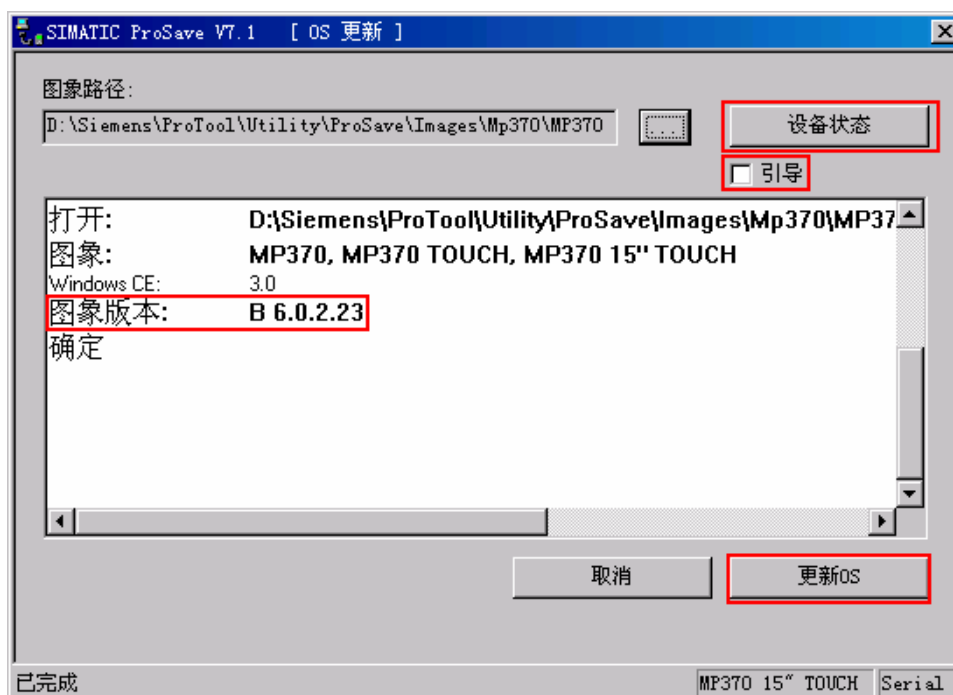 SIMATIC ProSave V7.1 [ OS 更新 ]
图象路径:
D:\Siemens\ProTool\Utility\ProSave\Images\Mp370\MP370
...
设备状态
引导
打开: D:\Siemens\ProTool\Utility\ProSave\Images\Mp370\MP37
图象: MP370, MP370 TOUCH, MP370 15" TOUCH
Windows CE: 3.0
图象版本: B 6.0.2.23
确定
取消
更新OS
已完成
MP370 15" TOUCH
Serial